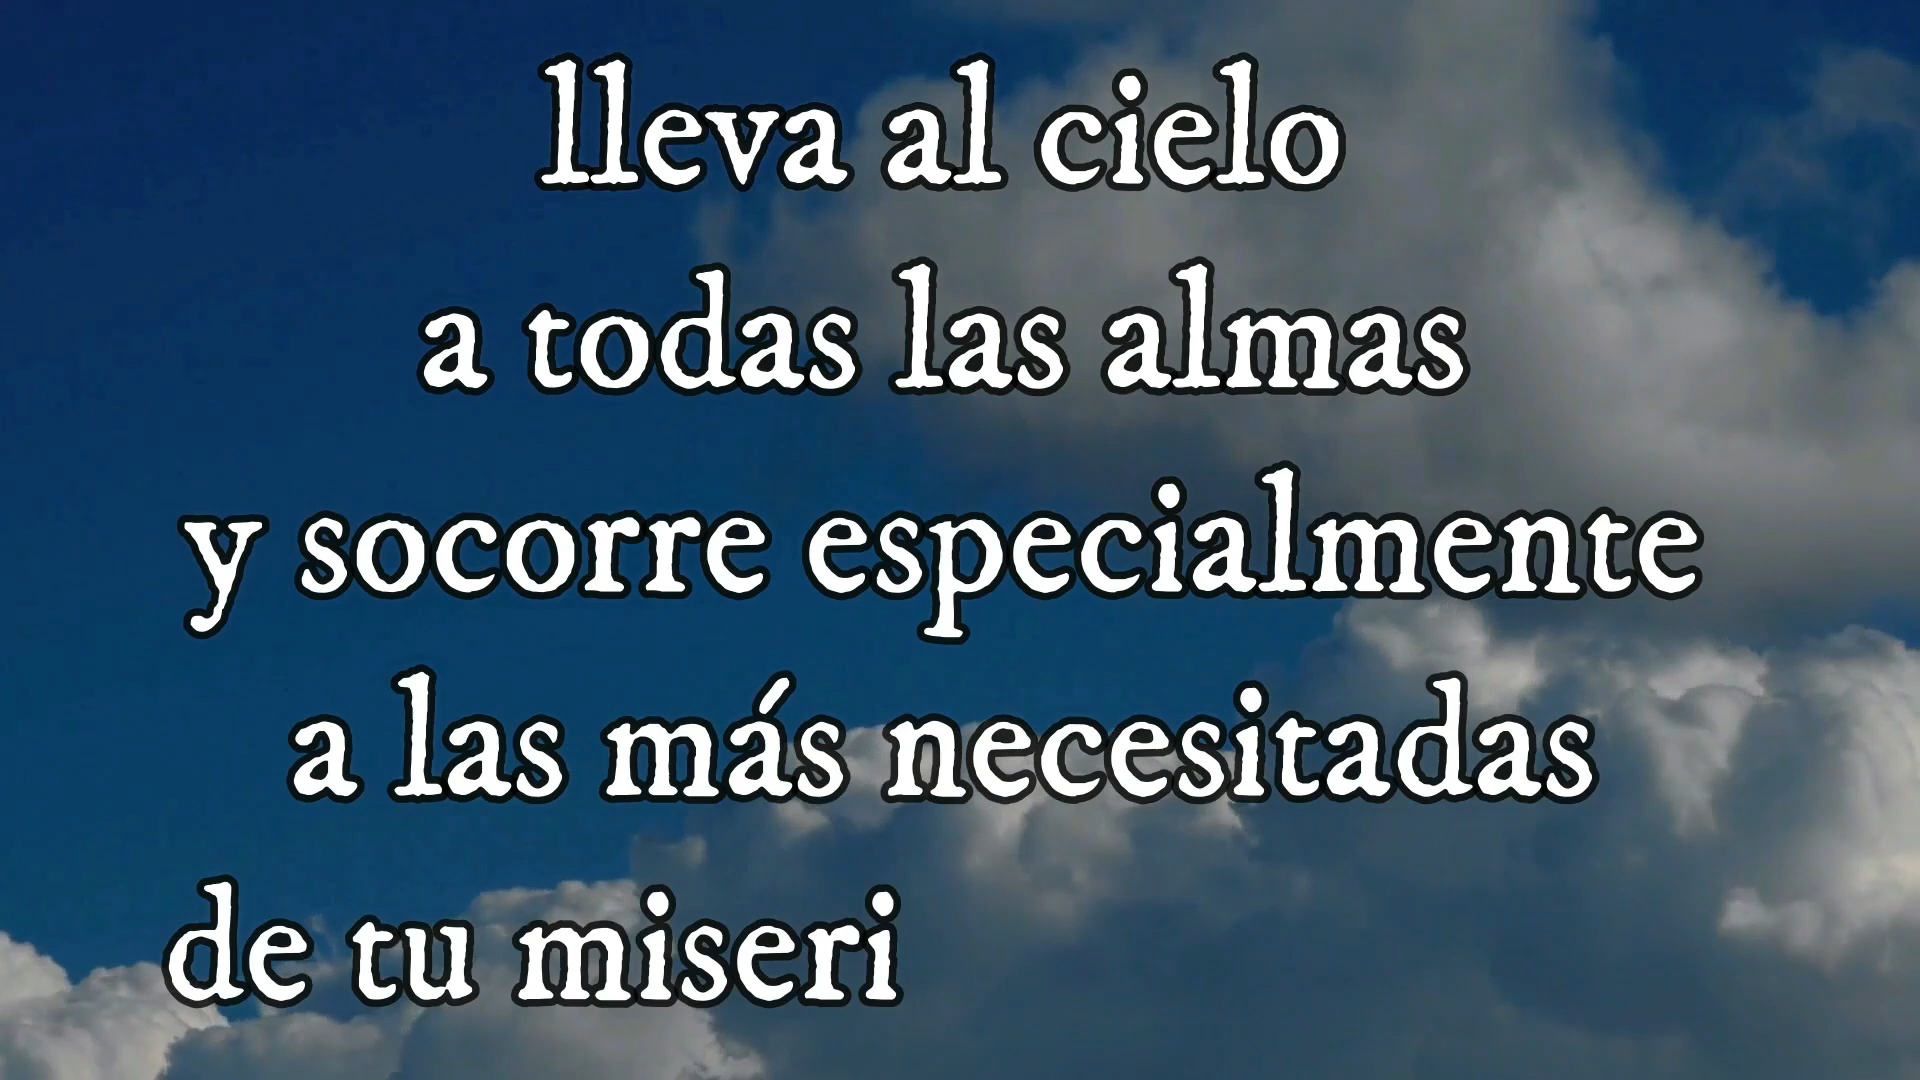 lleva al cielo
a todas las almas
y socorre especialmente
a las más necesitadas
de tu miseri